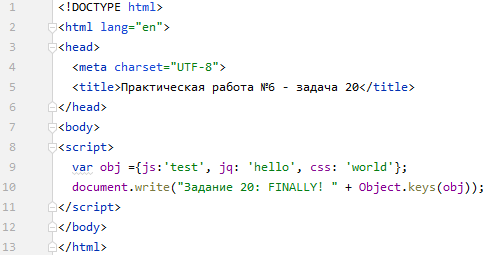 1 <!DOCTYPE html>
2 <html lang="en">
3 <head>
4 <meta charset="UTF-8">
5 <title>Практическая работа №6 - задача 20</title>
6 </head>
7 <body>
8 <script>
9 var obj ={js:'test', jq: 'hello', css: 'world'};
10 document.write("Задание 20: FINALLY! " + Object.keys(obj));
11 </script>
12 </body>
13 </html>